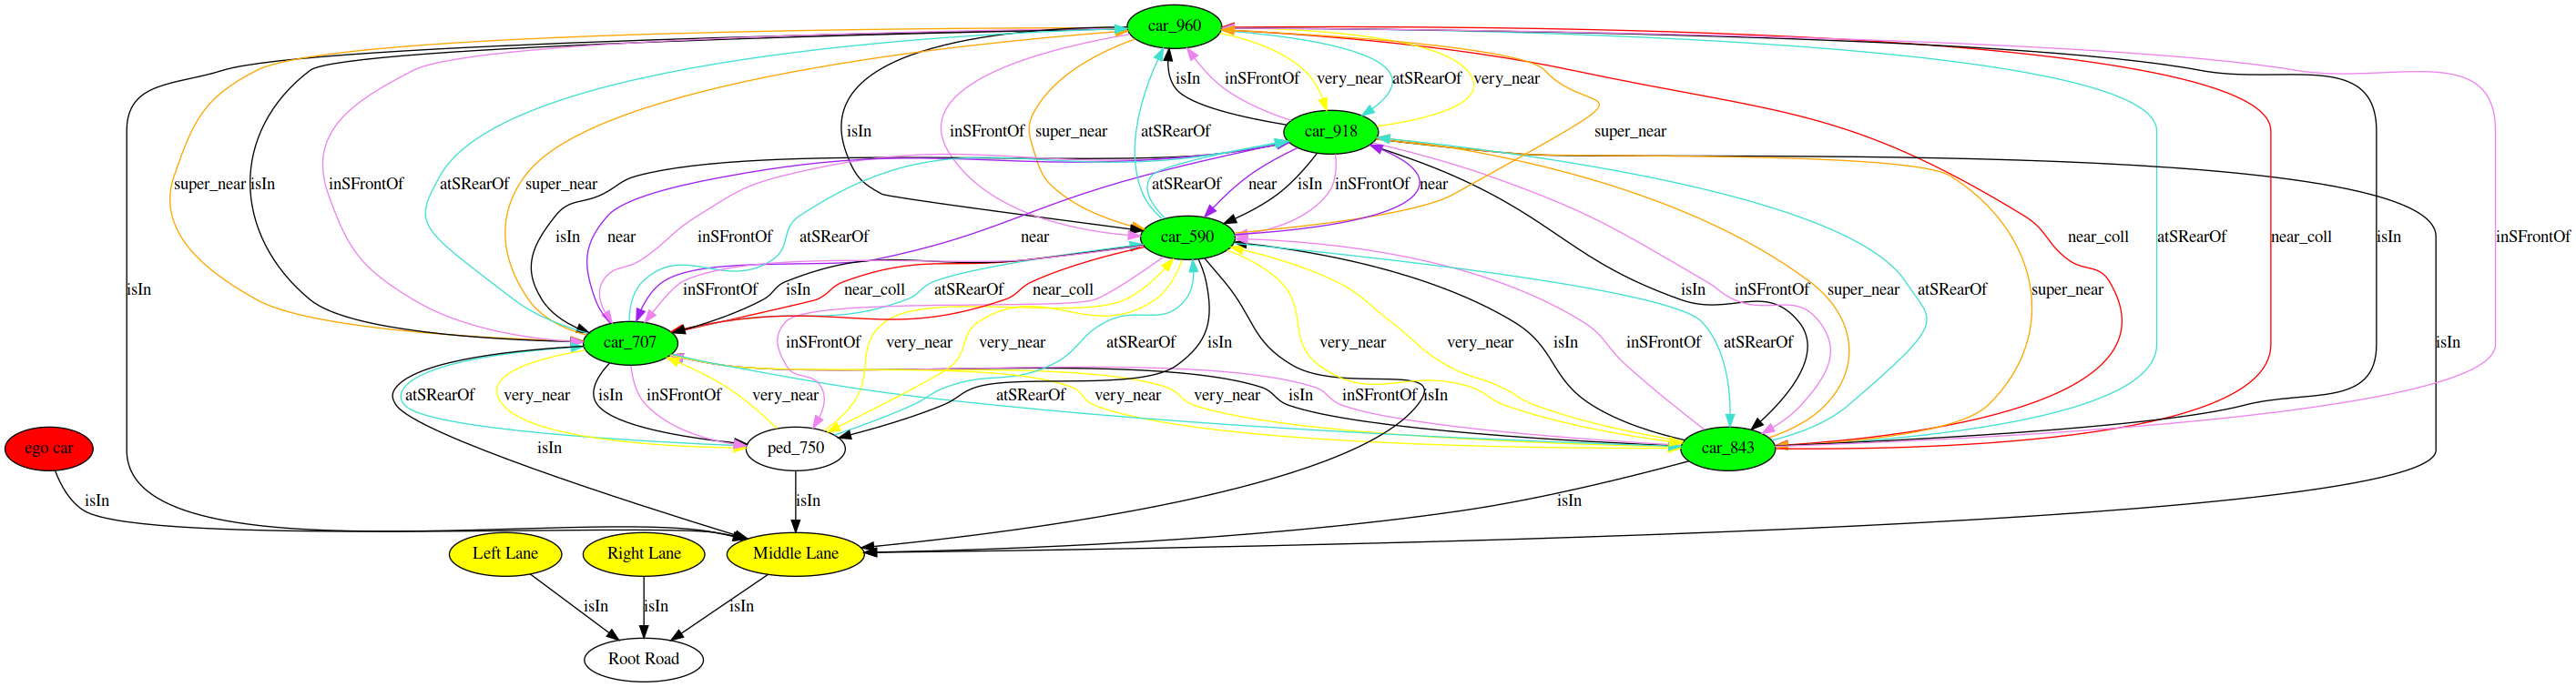 car_960
isIn inSFrontOf very_near atSRearOf very_near
isIn inSFrontOf super_near atSRearOf car_918 super_near
super_near isIn inSFrontOf atSRearOf super_near atSRearOf near isIn inSFrontOf near
isIn near inSFrontOf atSRearOf near car_590 near_coll atSRearOf near_coll isIn inSFrontOf
isIn inSFrontOf isIn near_coll atSRearOf near_coll isIn inSFrontOf super_near atSRearOf super_near
car_707 inSFrontOf very_near very_near atSRearOf isIn very_near very_near isIn inSFrontOf atSRearOf isIn
atSRearOf very_near isIn inSFrontOf very_near atSRearOf very_near very_near isIn inSFrontOf isIn
ego car isIn ped_750 car_843
isIn isIn isIn
Left Lane Right Lane Middle Lane
isIn isIn isIn
Root Road